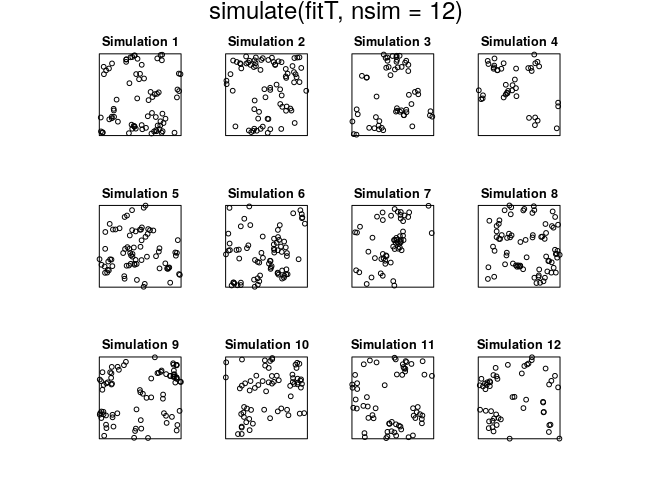 simulate(fitT, nsim = 12)
Simulation 1 Simulation 2 Simulation 3 Simulation 4
Simulation 5 Simulation 6 Simulation 7 Simulation 8
Simulation 9 Simulation 10 Simulation 11 Simulation 12